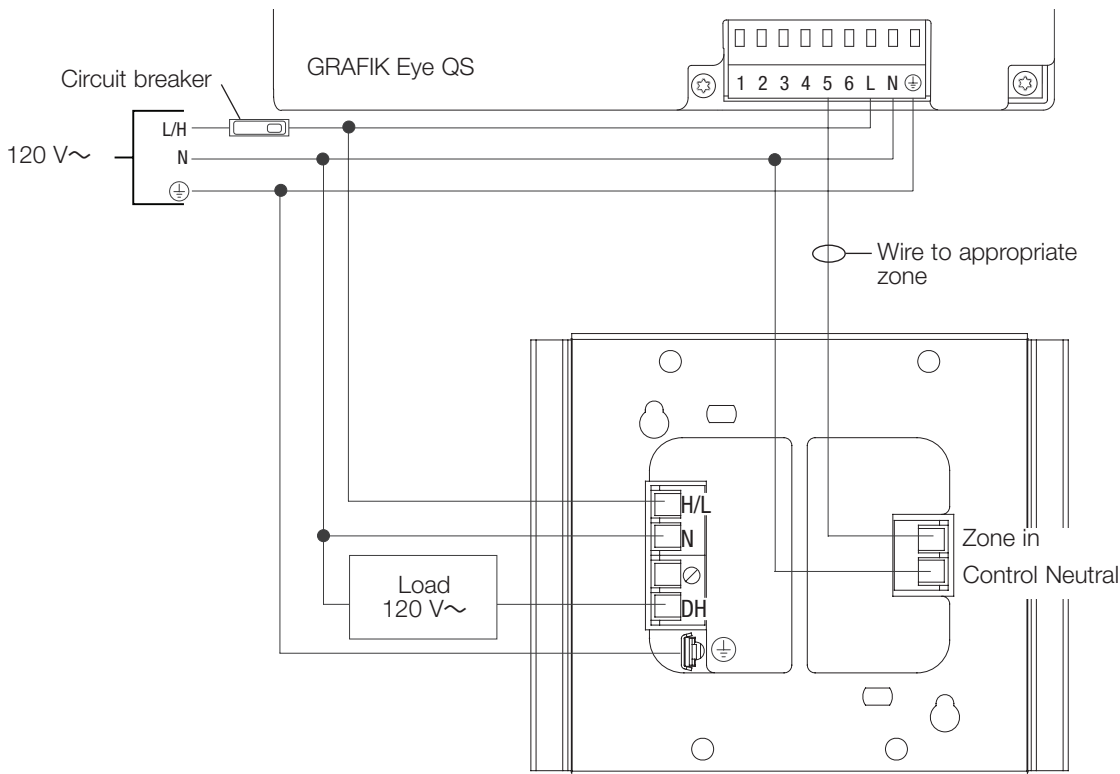 GRAFIK Eye QS
1 2 3 4 5 6 L N
Circuit breaker
L/H
120 V~
N
Wire to appropriate
zone
H/L
N
Zone in
Load
120 V~
Control Neutral
DH